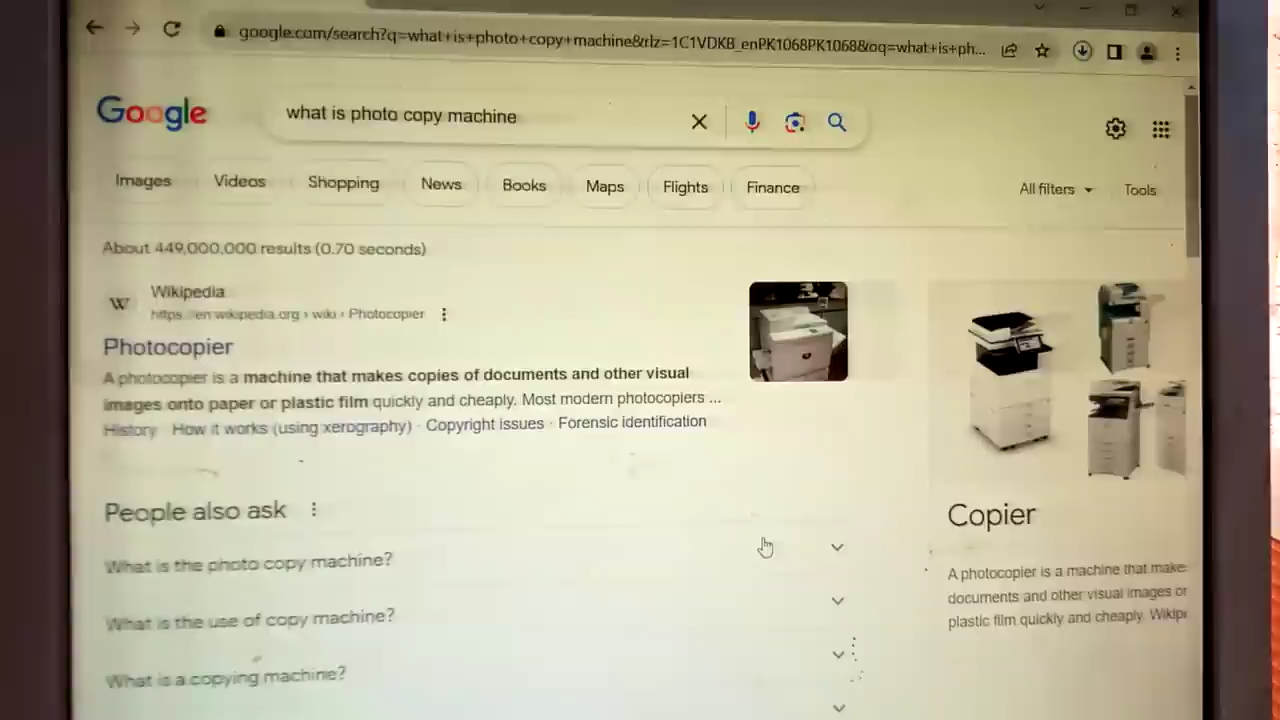 google.com/search?q=what+is+photo+copy+machine&rlz=1C1VDKB_enPK1068PK1068&oq=what+is+ph...
Google
what is photo copy machine
Images Videos Shopping News Books Maps Flights Finance All filters Tools
About 449,000,000 results (0.70 seconds)
W
Wikipedia
https://en.wikipedia.org › wiki › Photocopier
Photocopier
A photocopier is a machine that makes copies of documents and other visual
images onto paper or plastic film quickly and cheaply. Most modern photocopiers ...
History · How it works (using xerography) · Copyright issues · Forensic identification
People also ask
What is the photo copy machine?
What is the use of copy machine?
What is a copying machine?
Copier
A photocopier is a machine that make
documents and other visual images or
plastic film quickly and cheaply. Wikip